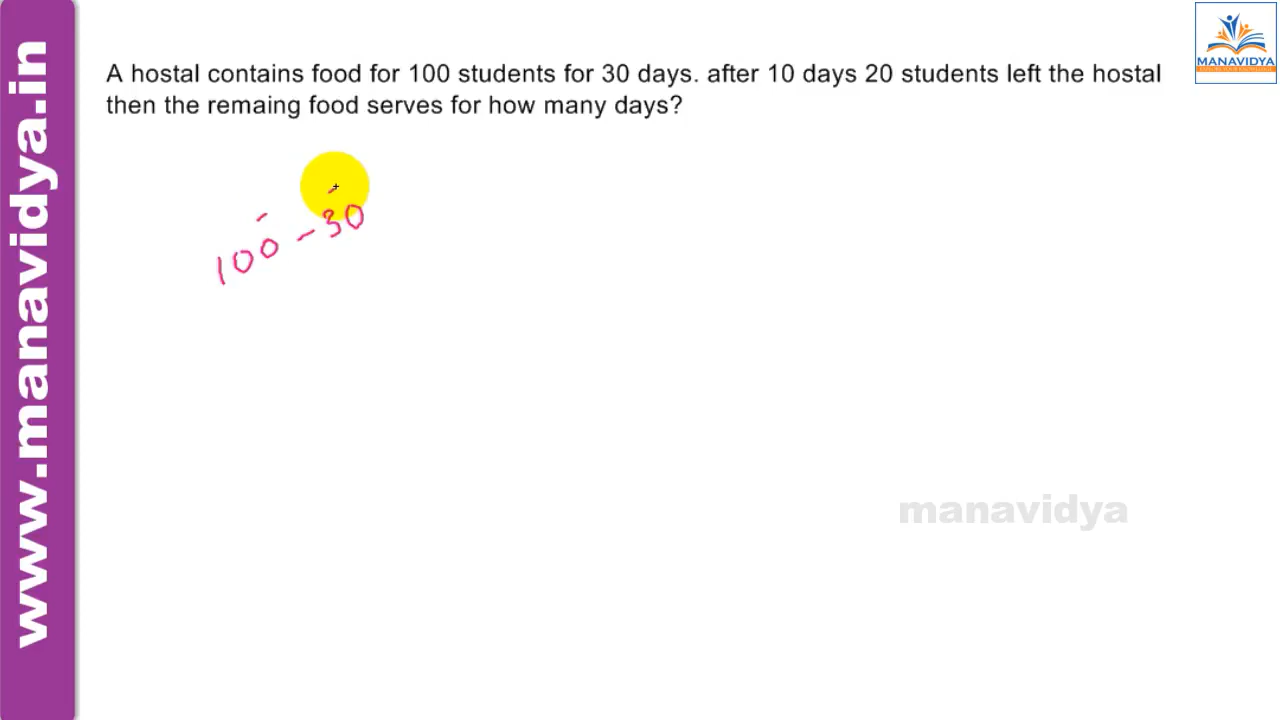 www.manavidya.in
MANAVIDYA
A hostal contains food for 100 students for 30 days. after 10 days 20 students left the hostal
then the remaing food serves for how many days?
100 - 30
manavidya